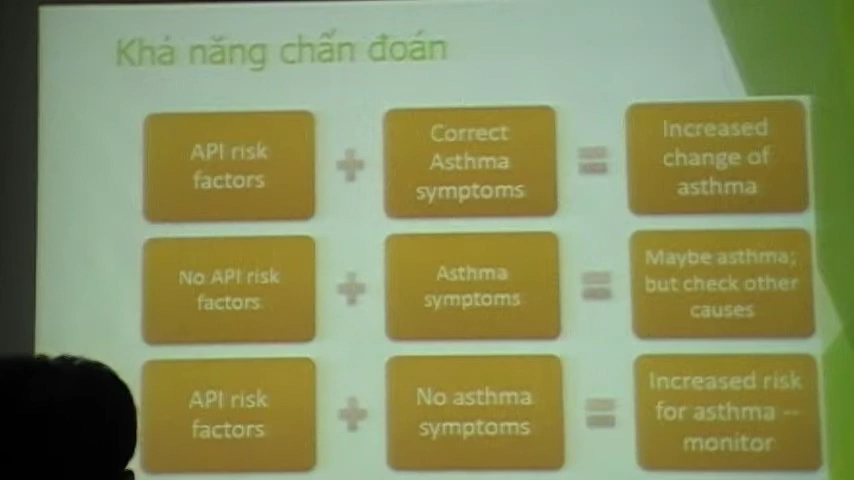 Khả năng chẩn đoán
API risk
factors
+
Correct
Asthma
symptoms
=
Increased
change of
asthma
No API risk
factors
+
Asthma
symptoms
=
Maybe asthma;
but check other
causes
API risk
factors
+
No asthma
symptoms
=
Increased risk
for asthma --
monitor